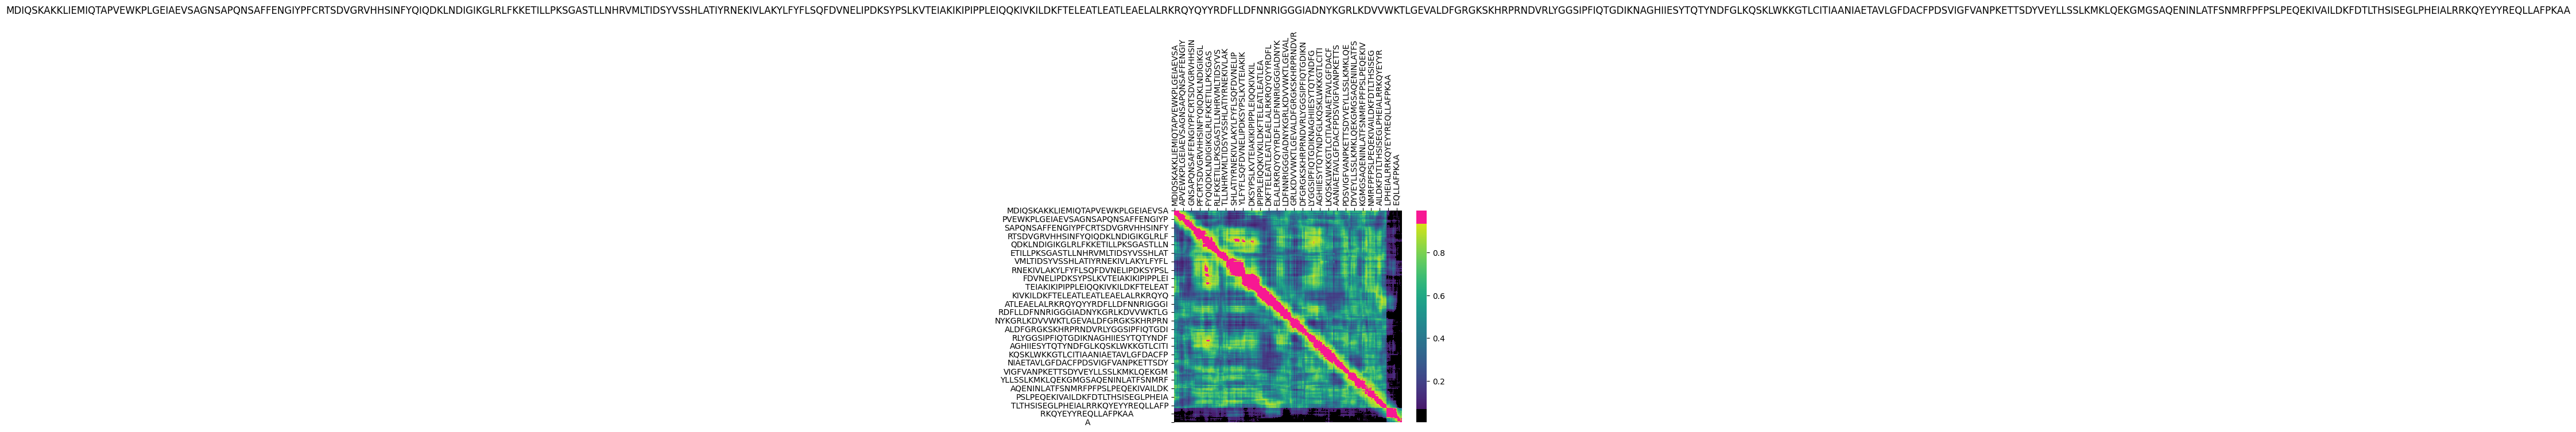 MDIQSKAKKLIEMIQTAPVEWKPLGEIAEVSAGNSAPQNSAFFENGIYPFCRTSDVGRVHHSINFYQIQDKLNDIGIKGLRLFKKETILLPKSGASTLLNHRVMLTIDSYVSSHLATIYRNEKIVLAKYLFYFLSQFDVNELIPDKSYPSLKVTEIAKIKIPIPPLEIQQKIVKILDKFTELEATLEATLEAELALRKRQYQYYRDFLLDFNNRIGGGIADNYKGRLKDVVWKTLGEVALDFGRGKSKHRPRNDVRLYGGSIPFIQTGDIKNAGHIIESYTQTYNDFGLKQSKLWKKGTLCITIAANIAETAVLGFDACFPDSVIGFVANPKETTSDYVEYLLSSLKMKLQEKGMGSAQENINLATFSNMRFPFPSLPEQEKIVAILDKFDTLTHSISEGLPHEIALRRKQYEYYREQLLAFPKAA
MDIQSKAKKLIEMIQTAPVEWKPLGEIAEVSA
APVEWKPLGEIAEVSAGNSAPQNSAFFENGIY
GNSAPQNSAFFENGIYPFCRTSDVGRVHHSIN
PFCRTSDVGRVHHSINFYQIQDKLNDIGIKGL
FYQIQDKLNDIGIKGLRLFKKETILLPKSGAS
RLFKKETILLPKSGASTLLNHRVMLTIDSYVS
TLLNHRVMLTIDSYVSSHLATIYRNEKIVLAK
SHLATIYRNEKIVLAKYLFYFLSQFDVNELIP
YLFYFLSQFDVNELIPDKSYPSLKVTEIAKIK
DKSYPSLKVTEIAKIKIPIPPLEIQQKIVKIL
IPIPPLEIQQKIVKILDKFTELEATLEATLEA
DKFTELEATLEATLEAELALRKRQYQYYRDFL
ELALRKRQYQYYRDFLLDFNNRIGGGIADNYK
LDFNNRIGGGIADNYKGRLKDVVWKTLGEVAL
GRLKDVVWKTLGEVALDFGRGKSKHRPRNDVR
DFGRGKSKHRPRNDVRLYGGSIPFIQTGDIKN
LYGGSIPFIQTGDIKNAGHIIESYTQTYNDFG
AGHIIESYTQTYNDFGLKQSKLWKKGTLCITI
LKQSKLWKKGTLCITIAANIAETAVLGFDACF
AANIAETAVLGFDACFPDSVIGFVANPKETTS
PDSVIGFVANPKETTSDYVEYLLSSLKMKLQE
DYVEYLLSSLKMKLQEKGMGSAQENINLATFS
KGMGSAQENINLATFSNMRFPFPSLPEQEKIV
NMRFPFPSLPEQEKIVAILDKFDTLTHSISEG
AILDKFDTLTHSISEGLPHEIALRRKQYEYYR
LPHEIALRRKQYEYYREQLLAFPKAA
EQLLAFPKAA
MDIQSKAKKLIEMIQTAPVEWKPLGEIAEVSA
PVEWKPLGEIAEVSAGNSAPQNSAFFENGIYP
SAPQNSAFFENGIYPFCRTSDVGRVHHSINFY
RTSDVGRVHHSINFYQIQDKLNDIGIKGLRLF
QDKLNDIGIKGLRLFKKETILLPKSGASTLLN
ETILLPKSGASTLLNHRVMLTIDSYVSSHLAT
VMLTIDSYVSSHLATIYRNEKIVLAKYLFYFL
RNEKIVLAKYLFYFLSQFDVNELIPDKSYPSL
FDVNELIPDKSYPSLKVTEIAKIKIPIPPLEI
TEIAKIKIPIPPLEIQQKIVKILDKFTELEAT
KIVKILDKFTELEATLEATLEAELALRKRQYQ
ATLEAELALRKRQYQYYRDFLLDFNNRIGGGI
RDFLLDFNNRIGGGIADNYKGRLKDVVWKTLG
NYKGRLKDVVWKTLGEVALDFGRGKSKHRPRN
ALDFGRGKSKHRPRNDVRLYGGSIPFIQTGDI
RLYGGSIPFIQTGDIKNAGHIIESYTQTYNDF
AGHIIESYTQTYNDFGLKQSKLWKKGTLCITI
KQSKLWKKGTLCITIAANIAETAVLGFDACFP
NIAETAVLGFDACFPDSVIGFVANPKETTSDY
VIGFVANPKETTSDYVEYLLSSLKMKLQEKGM
YLLSSLKMKLQEKGMGSAQENINLATFSNMRF
AQENINLATFSNMRFPFPSLPEQEKIVAILDK
PSLPEQEKIVAILDKFDTLTHSISEGLPHEIA
TLTHSISEGLPHEIALRRKQYEYYREQLLAFP
RKQYEYYREQLLAFPKAA
A
0.8
0.6
0.4
0.2